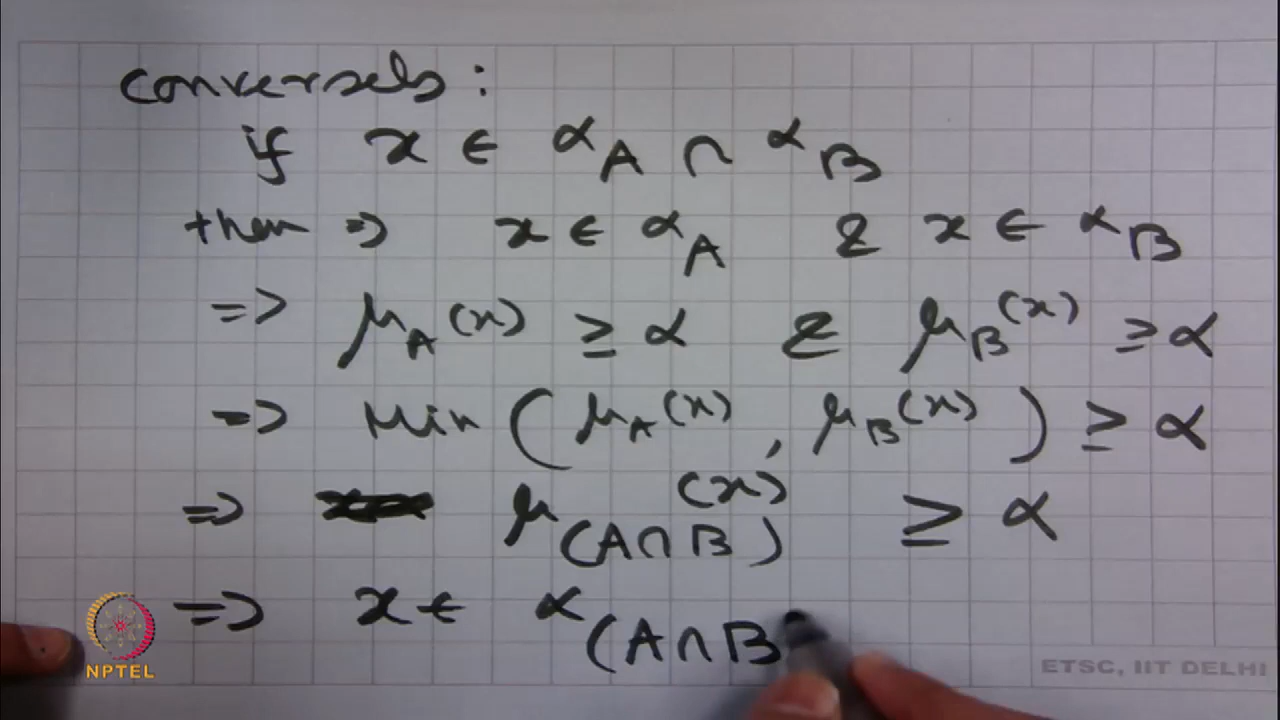 conversely:
if x ∈ αA ∩ αB
then ⇒ x ∈ αA & x ∈ αB
⇒ μA(x) ≥ α & μB(x) ≥ α
⇒ Min (μA(x), μB(x)) ≥ α
⇒ μ(A∩B)(x) ≥ α
⇒ x ∈ α(A∩B
NPTEL
ETSC, IIT DELHI